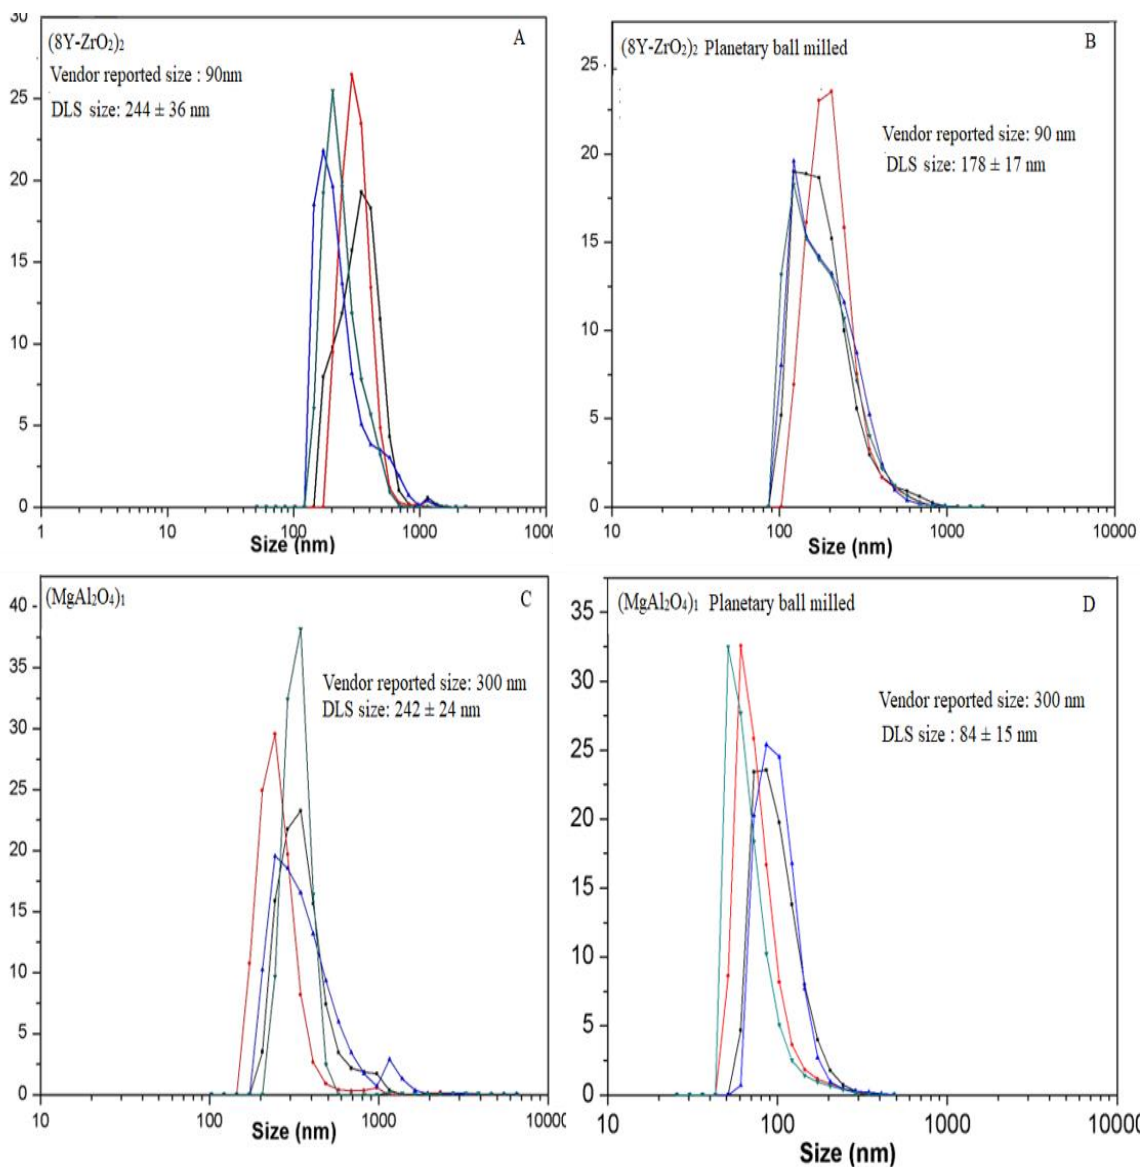 30
(8Y-ZrO₂)₂
A
Vendor reported size : 90nm
DLS size: 244 ± 36 nm
25
20
15
10
5
0
1 10 100 1000 1000
Size (nm)
(8Y-ZrO₂)₂ Planetary ball milled
B
Vendor reported size: 90 nm
DLS size: 178 ± 17 nm
25
20
15
10
5
0
10 100 1000 10000
Size (nm)
(MgAl₂O₄)₁
C
Vendor reported size: 300 nm
DLS size: 242 ± 24 nm
40
35
30
25
20
15
10
5
0
10 100 1000 10000
Size (nm)
(MgAl₂O₄)₁ Planetary ball milled
D
Vendor reported size: 300 nm
DLS size : 84 ± 15 nm
35
30
25
20
15
10
5
0
10 100 1000 1000
Size (nm)